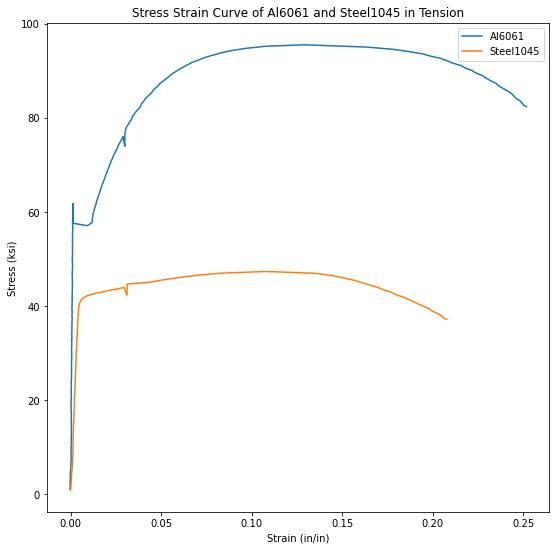 Stress Strain Curve of Al6061 and Steel1045 in Tension
Al6061
Steel1045
100
80
60
40
20
0
Stress (ksi)
0.00 0.05 0.10 0.15 0.20 0.25
Strain (in/in)